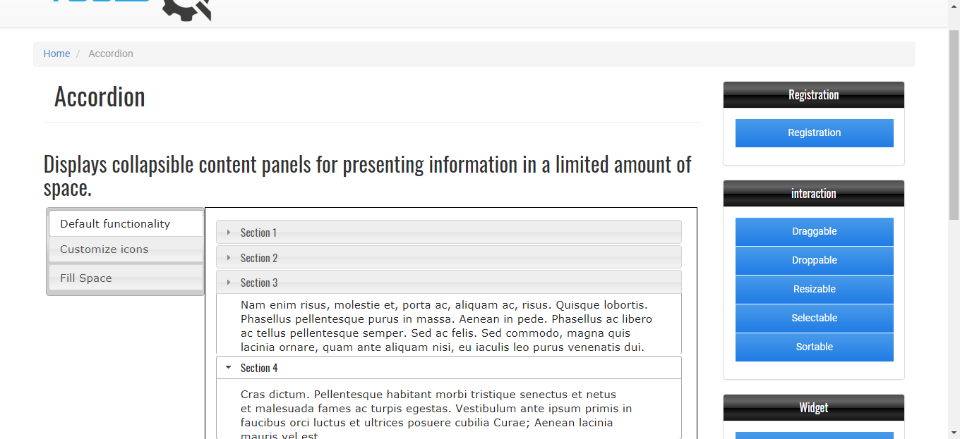 Home / Accordion
Accordion
Displays collapsible content panels for presenting information in a limited amount of
space.
Default functionality
Customize icons
Fill Space
Section 1
Section 2
Section 3
Nam enim risus, molestie et, porta ac, aliquam ac, risus. Quisque lobortis.
Phasellus pellentesque purus in massa. Aenean in pede. Phasellus ac libero
ac tellus pellentesque semper. Sed ac felis. Sed commodo, magna quis
lacinia ornare, quam ante aliquam nisi, eu iaculis leo purus venenatis dui.
Section 4
Cras dictum. Pellentesque habitant morbi tristique senectus et netus
et malesuada fames ac turpis egestas. Vestibulum ante ipsum primis in
faucibus orci luctus et ultrices posuere cubilia Curae; Aenean lacinia
mauris vel est
Registration
Registration
interaction
Draggable
Droppable
Resizable
Selectable
Sortable
Widget